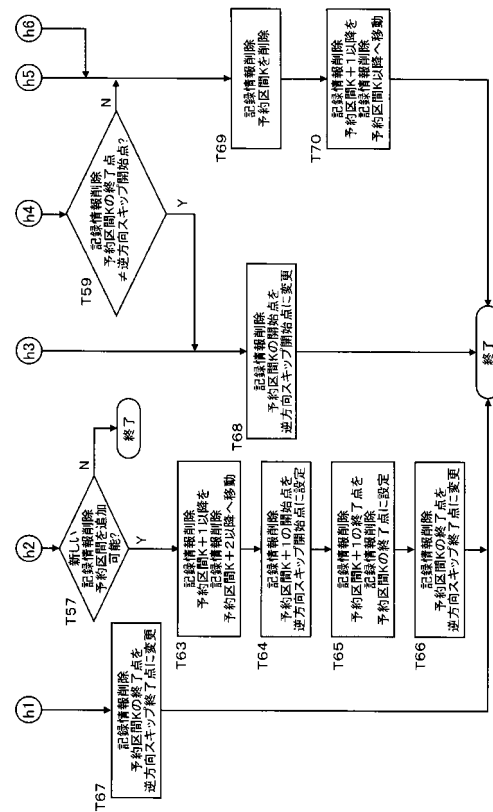 h1
T67
記録情報削除
予約区間Kの終了点を
逆方向スキップ終了点に変更
h2
T57
新しい
記録情報削除
予約区間を追加
可能?
N
終了
Y
T63
記録情報削除
予約区間K+1以降を
記録情報削除
予約区間K+2以降へ移動
T64
記録情報削除
予約区間K+1の開始点を
逆方向スキップ開始点に設定
T65
記録情報削除
予約区間K+1の終了点を
記録情報削除
予約区間Kの終了点に設定
T66
記録情報削除
予約区間Kの終了点を
逆方向スキップ終了点に変更
h3
T68
記録情報削除
予約区間Kの開始点を
逆方向スキップ開始点に変更
h4
T59
記録情報削除
予約区間Kの終了点
≠逆方向スキップ開始点?
N
Y
h5
h6
T69
記録情報削除
予約区間Kを削除
T70
記録情報削除
予約区間K+1以降を
記録情報削除
予約区間K以降へ移動
終了